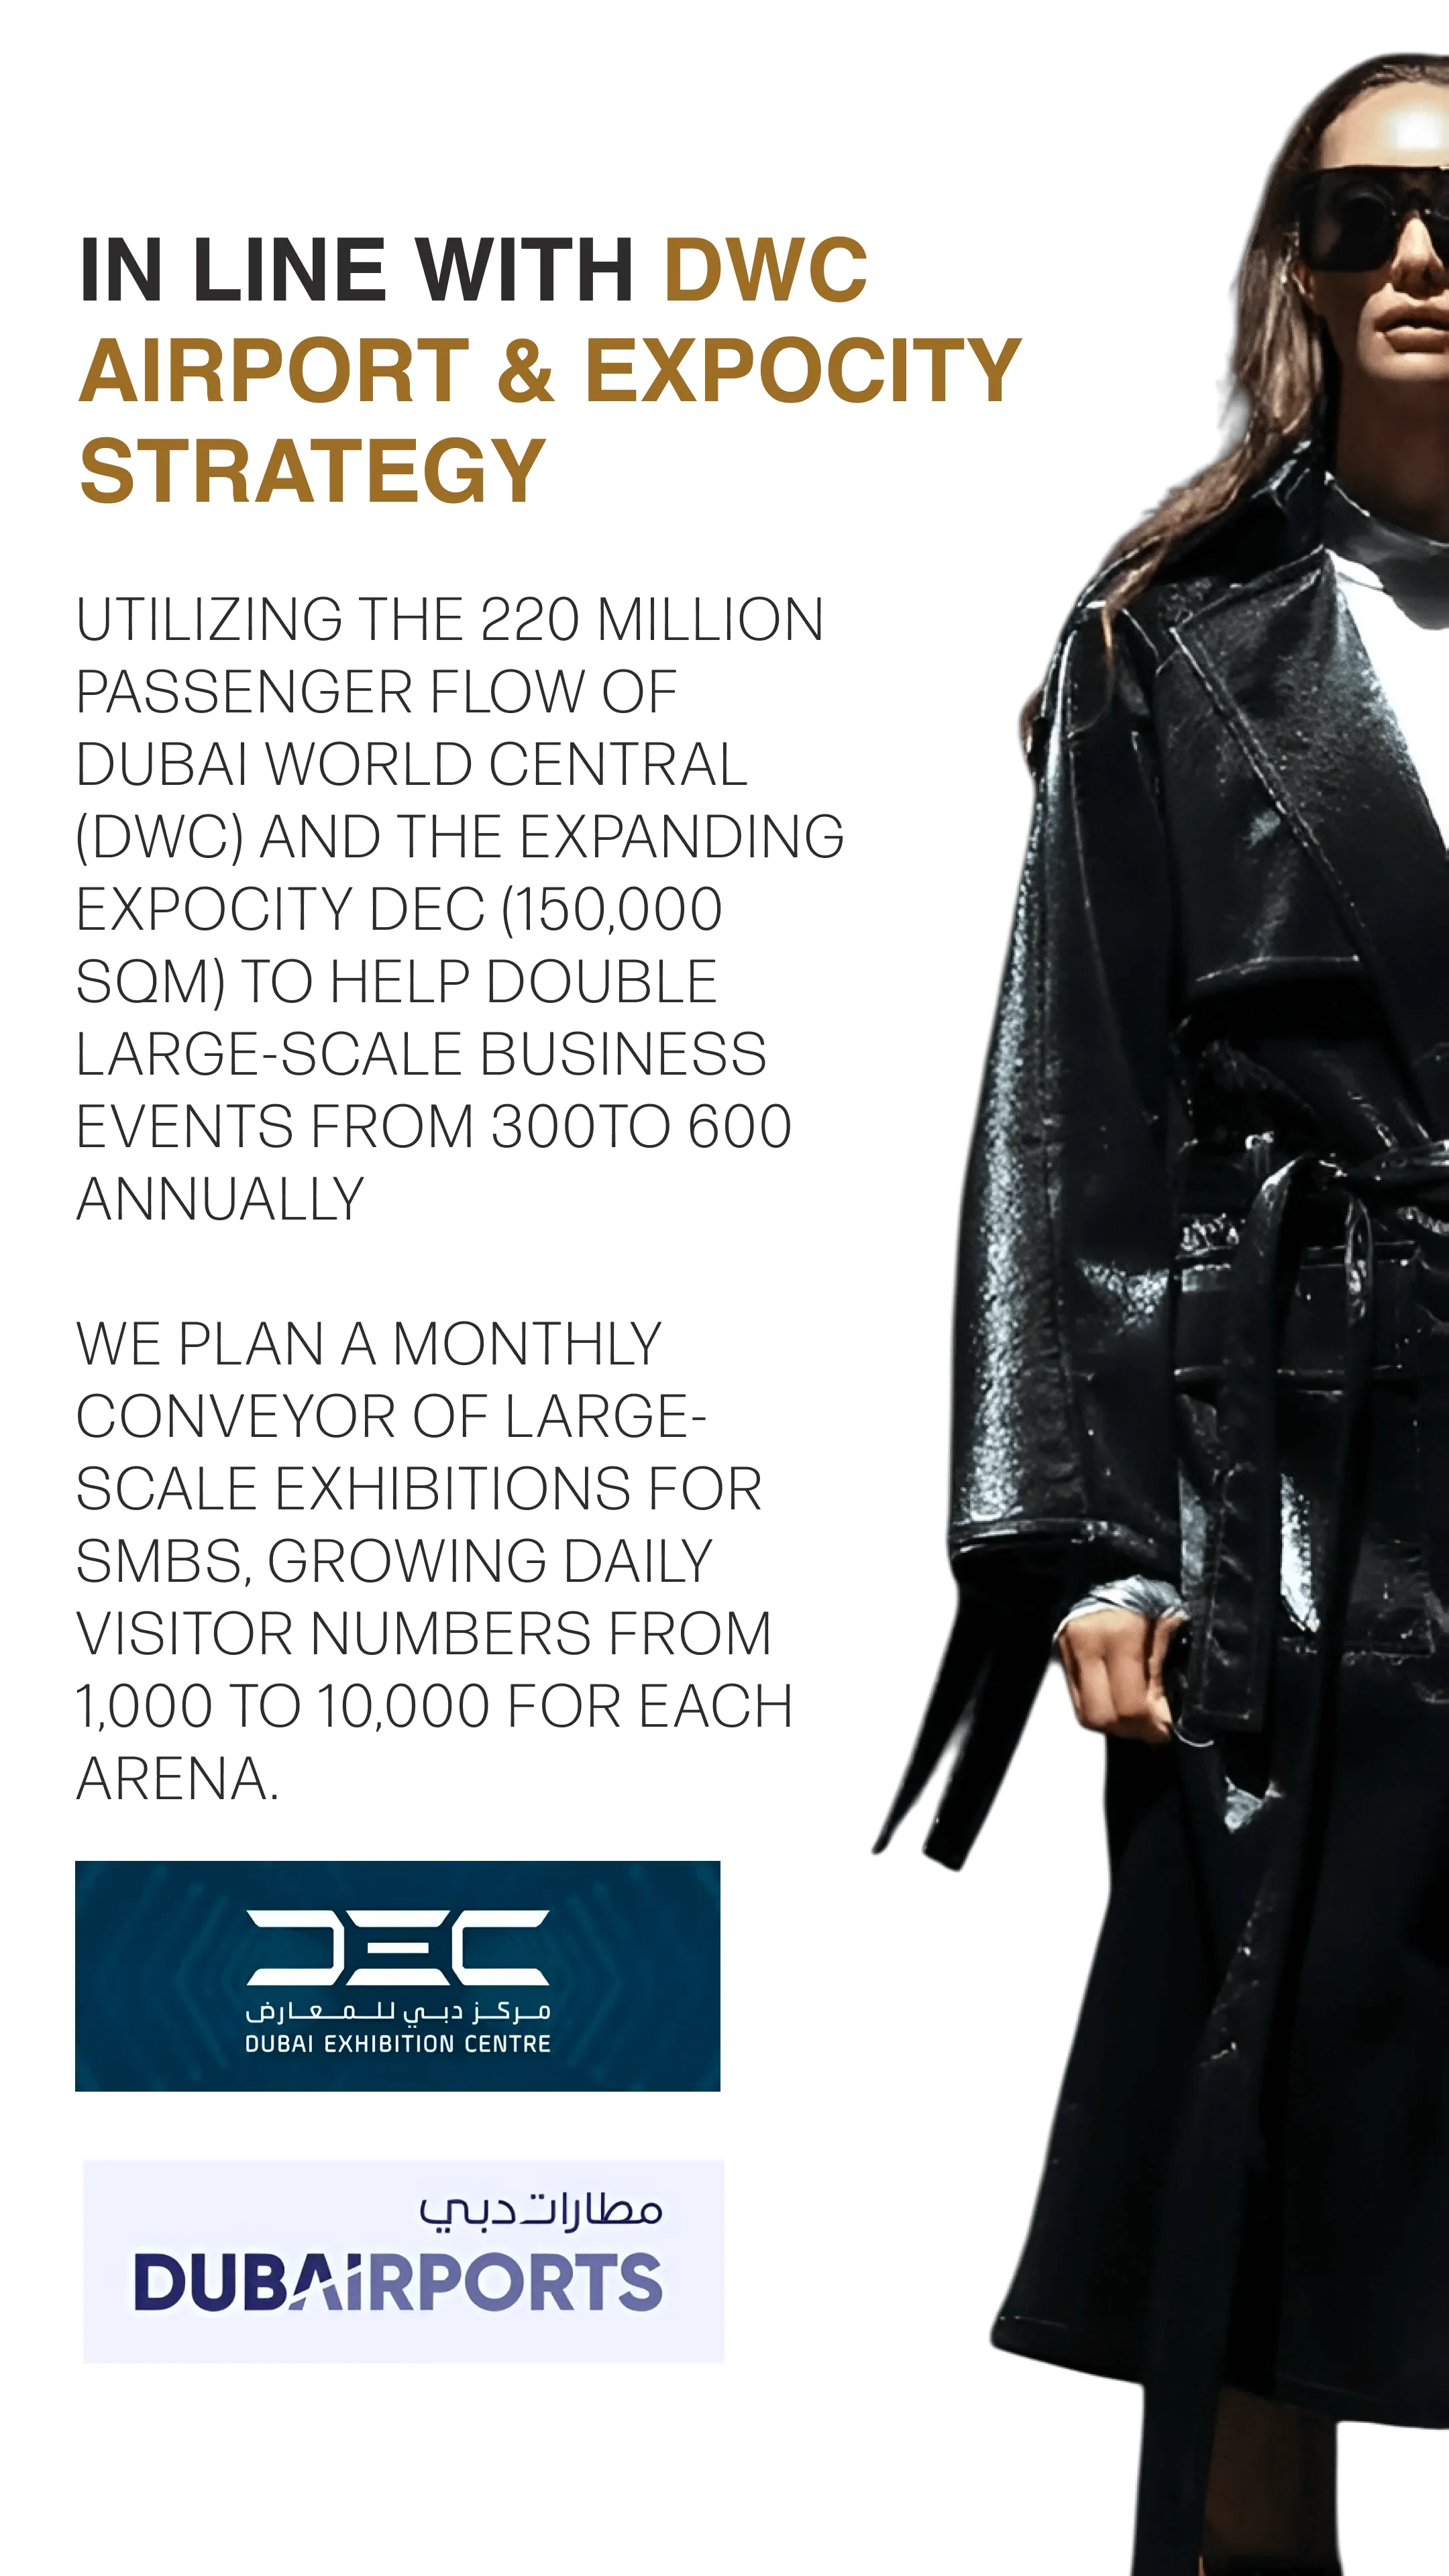 IN LINE WITH DWC
AIRPORT & EXPOCITY
STRATEGY
UTILIZING THE 220 MILLION
PASSENGER FLOW OF
DUBAI WORLD CENTRAL
(DWC) AND THE EXPANDING
EXPOCITY DEC (150,000
SQM) TO HELP DOUBLE
LARGE-SCALE BUSINESS
EVENTS FROM 300TO 600
ANNUALLY
WE PLAN A MONTHLY
CONVEYOR OF LARGE-
SCALE EXHIBITIONS FOR
SMBS, GROWING DAILY
VISITOR NUMBERS FROM
1,000 TO 10,000 FOR EACH
ARENA.
DEC
مركز دبي للمعارض
DUBAI EXHIBITION CENTRE
مطارات دبي
DUBAiRPORTS